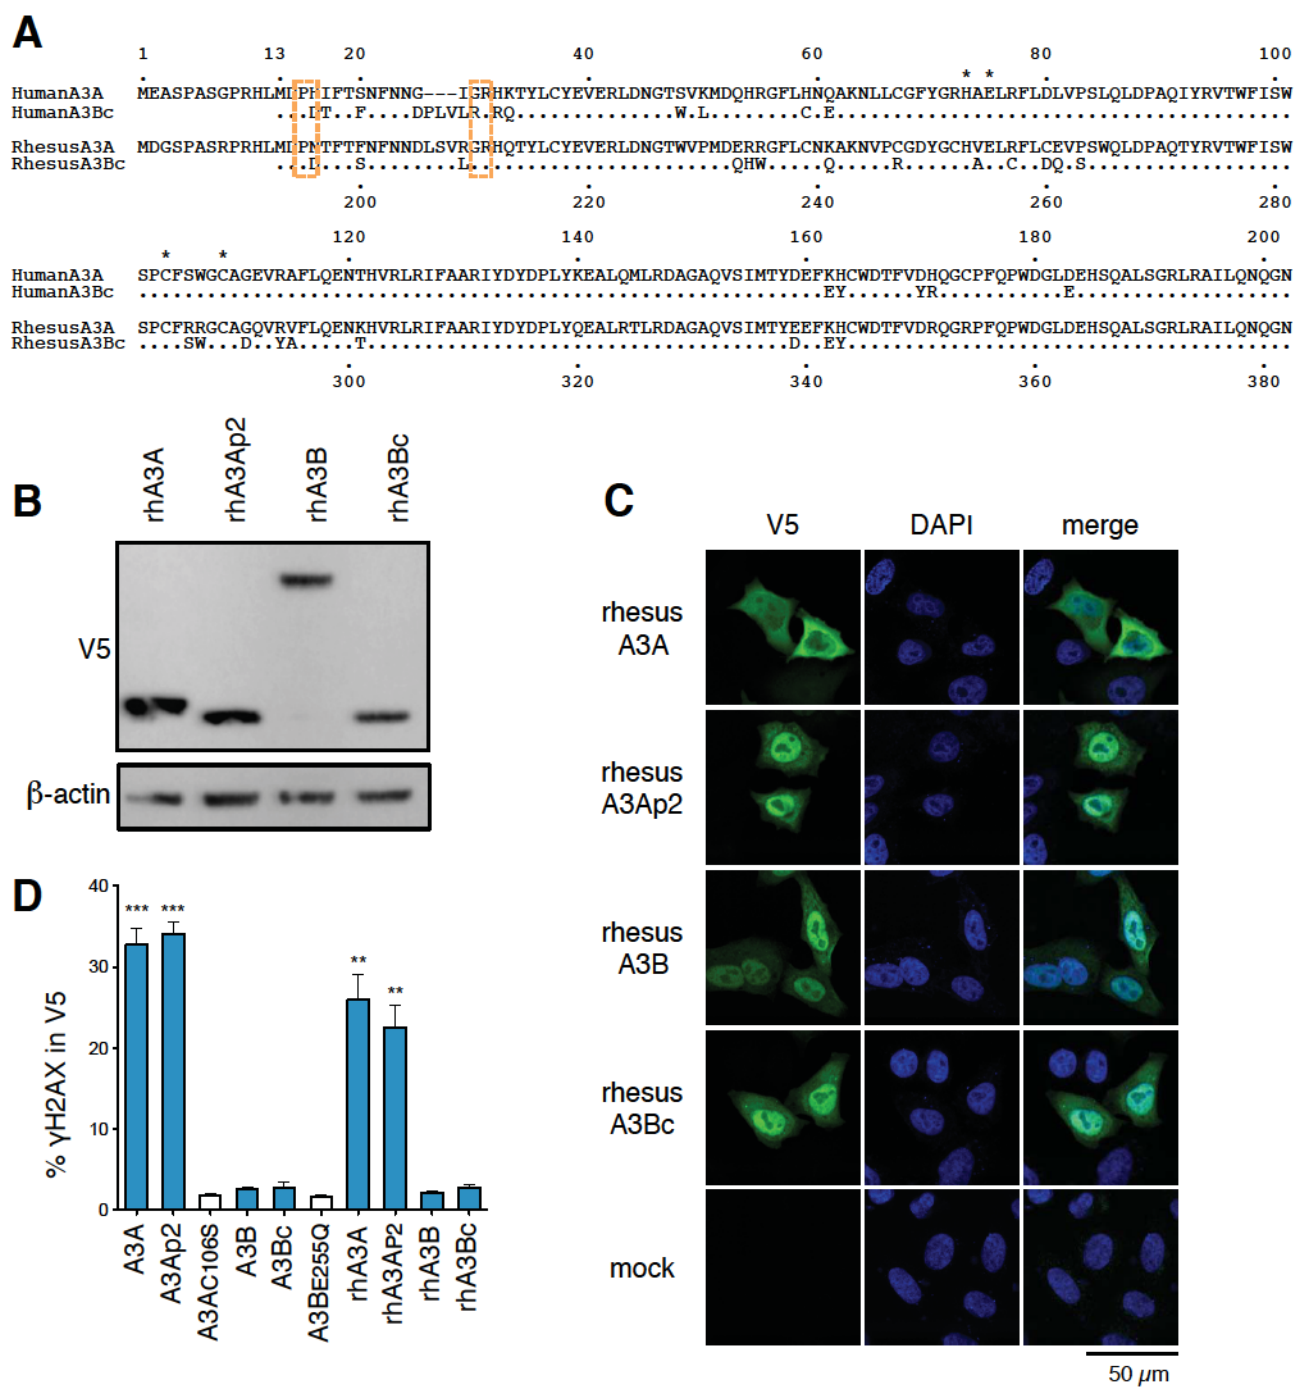 A
1 13 20 40 60 80 100
* *
HumanA3A MEASPASGPRHLMDPHIFTSNFNNG---IGRHKTYLCYEVERLDNGTSVKMDQHRGFLHNQAKNLLCGFYGRHAELRFLDLVPSLQLDPAQIYRVTWFISW
HumanA3Bc ...LT..F....DPLVLR.RQ..............W.L........C.E......................................
RhesusA3A MDGSPASRPRHLMDPNTFTFNFNNDLSVRGRHQTYLCYEVERLDNGTWVPMDERRGFLCNKAKNVPCGDYGCHVELRFLCEVPSWQLDPAQTYRVTWFISW
RhesusA3Bc ...L...S........L.......................QHW.....Q.....R......A..C..DQ.S..................
200 220 240 260 280
120 140 160 180 200
* *
HumanA3A SPCFSWGCAGEVRAFLQENTHVRLRIFAARIYDYDPLYKEALQMLRDAGAQVSIMTYDEFKHCWDTFVDHQGCPFQPWDGLDEHSQALSGRLRAILQNQGN
HumanA3Bc ............................................................EY......YR...........E...................
RhesusA3A SPCFRRGCAGQVRVFLQENKHVRLRIFAARIYDYDPLYQEALRTLRDAGAQVSIMTYEEFKHCWDTFVDRQGRPFQPWDGLDEHSQALSGRLRAILQNQGN
RhesusA3Bc ....SW...D..YA.....T.....................................D..EY.......................................
300 320 340 360 380
B
rhA3A rhA3Ap2 rhA3B rhA3Bc
V5
β-actin
C
V5 DAPI merge
rhesus
A3A
rhesus
A3Ap2
rhesus
A3B
rhesus
A3Bc
mock
50 μm
D
% γH2AX in V5
40
30
20
10
0
*** *** ** **
A3A A3Ap2 A3AC106S A3B A3Bc A3BE255Q rhA3A rhA3AP2 rhA3B rhA3Bc